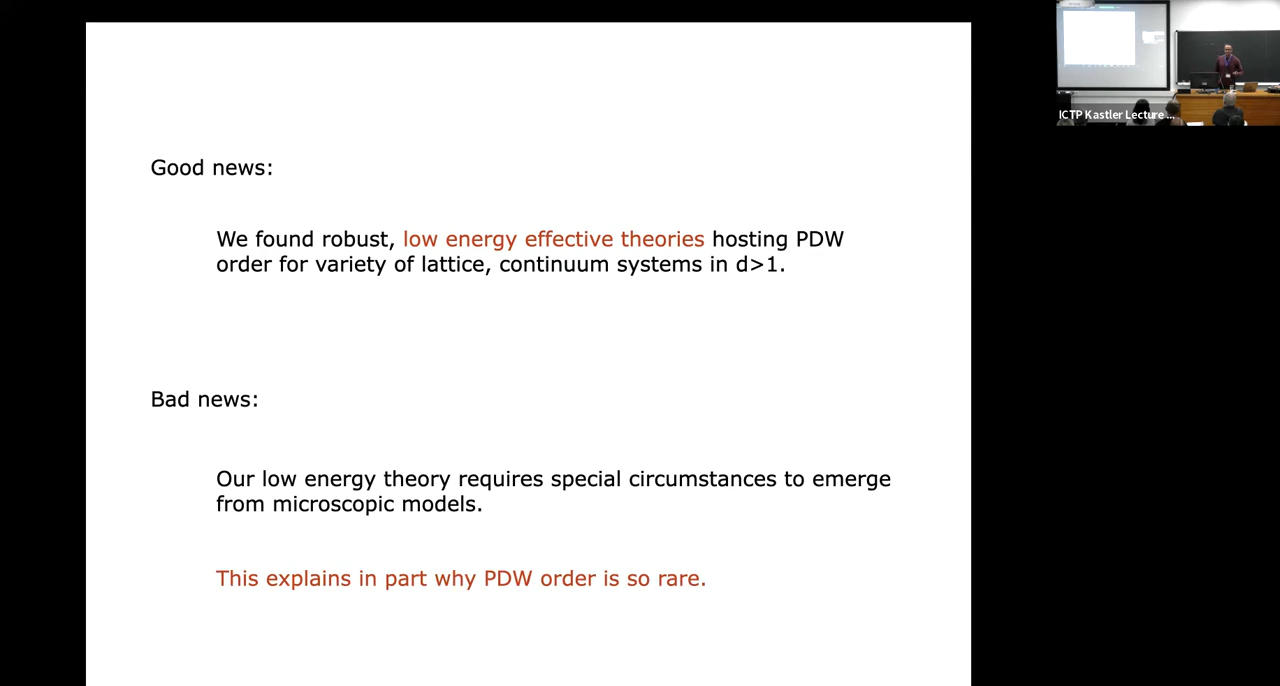 Good news:
We found robust, low energy effective theories hosting PDW
order for variety of lattice, continuum systems in d>1.
Bad news:
Our low energy theory requires special circumstances to emerge
from microscopic models.
This explains in part why PDW order is so rare.
ICTP Kastler Lecture ...